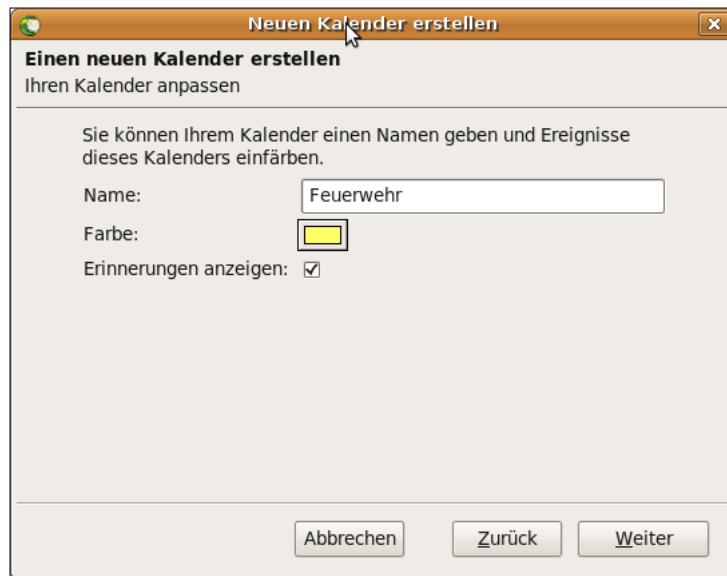 Neuen Kalender erstellen
Einen neuen Kalender erstellen
Ihren Kalender anpassen
Sie können Ihrem Kalender einen Namen geben und Ereignisse
dieses Kalenders einfärben.
Name: Feuerwehr
Farbe:
Erinnerungen anzeigen:
Abbrechen Zurück Weiter